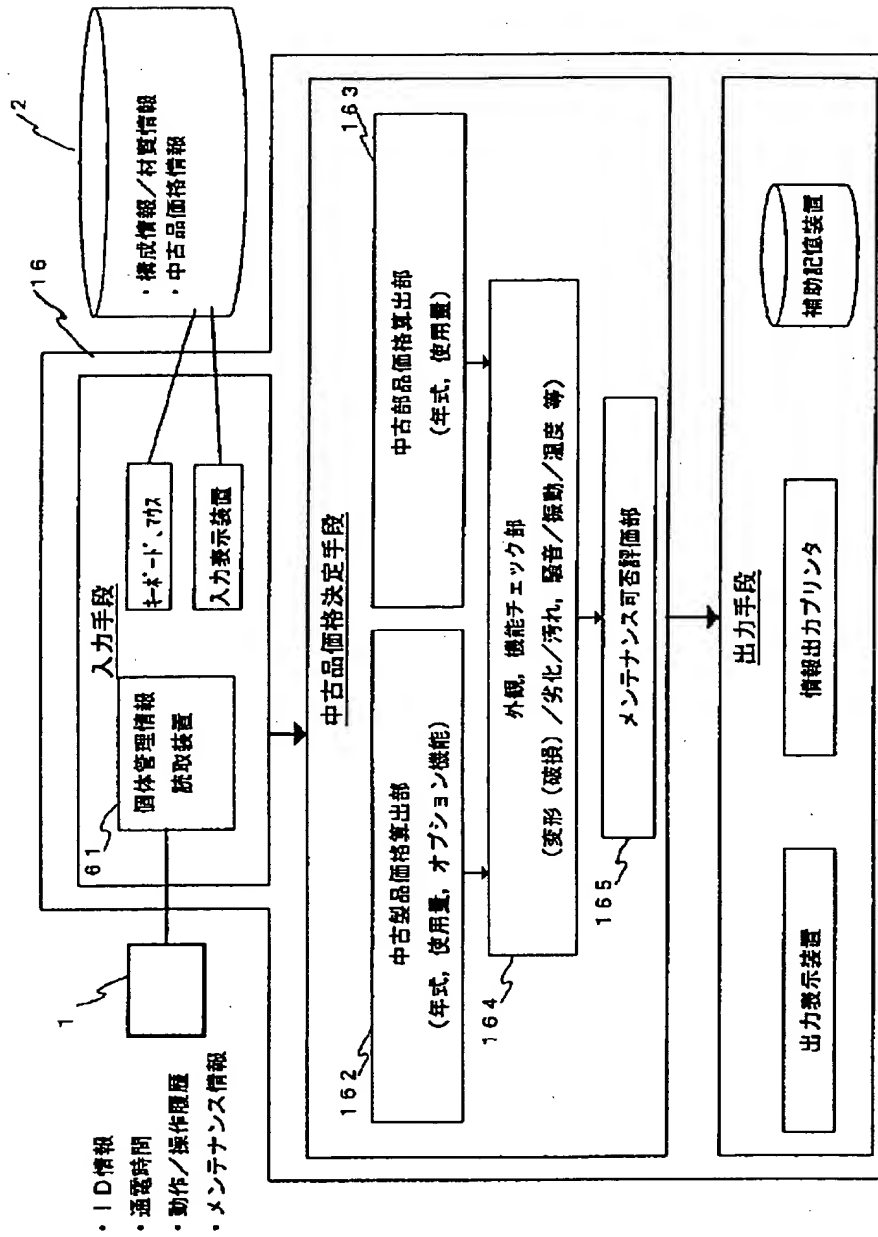 ・ID情報
・通電時間
・動作／操作履歴
・メンテナンス情報
1
16
2
・構成情報／材質情報
・中古品価格情報
入力手段
61
個体管理情報
読取装置
ｷｰﾎﾞｰﾄﾞ、ﾏｳｽ
入力表示装置
中古品価格決定手段
162
中古製品価格算出部
(年式，使用量，オプション機能)
163
中古部品価格算出部
(年式，使用量)
164
外観，機能チェック部
(変形（破損）／劣化／汚れ，騒音／振動／温度 等)
165
メンテナンス可否評価部
出力手段
出力表示装置
情報出力プリンタ
補助記憶装置